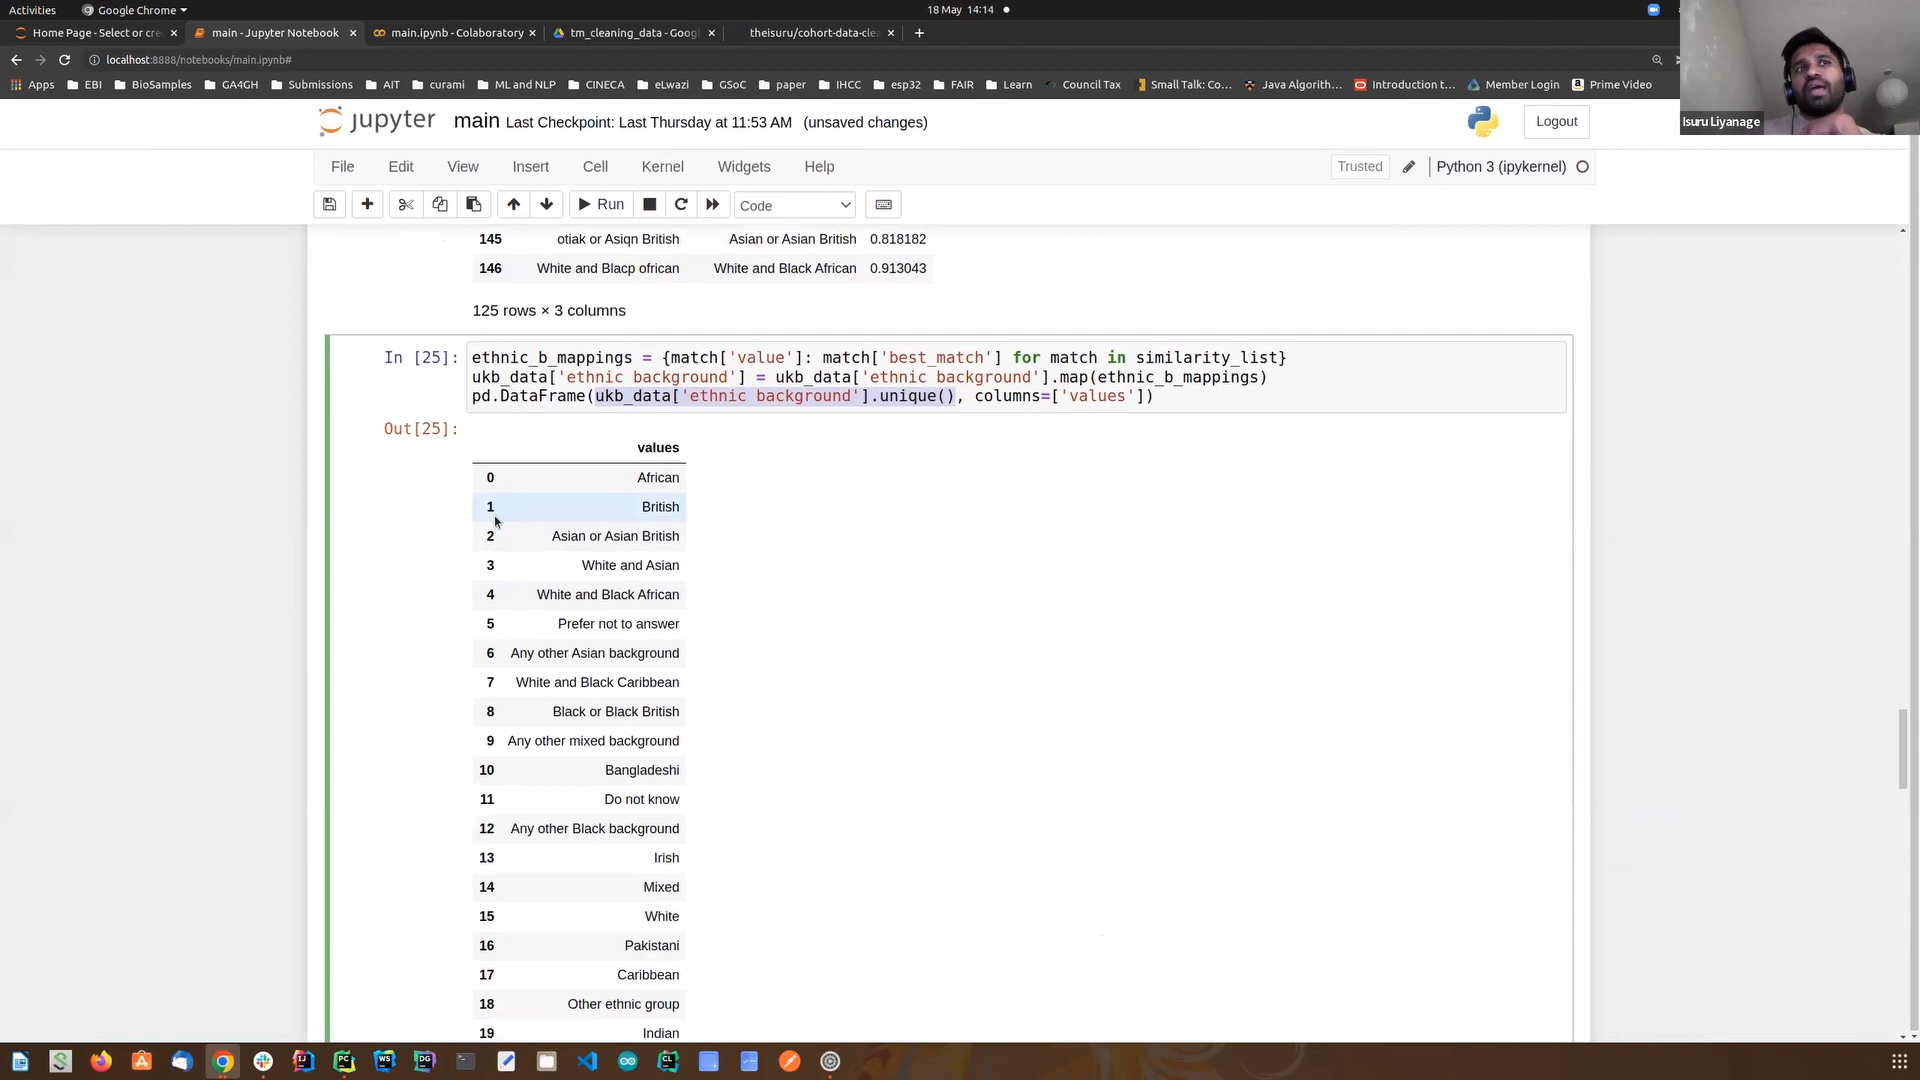 Activities
Google Chrome
18 May 14:14
Home Page - Select or cre
main - Jupyter Notebook
main.ipynb - Colaboratory
tm_cleaning_data - Goog
theisuru/cohort-data-clea
localhost:8888/notebooks/main.ipynb#
Apps
EBI
BioSamples
GA4GH
Submissions
AIT
curami
ML and NLP
CINECA
eLwazi
GSoC
paper
IHCC
esp32
FAIR
Learn
Council Tax
Small Talk: Co...
Java Algorith...
Introduction t...
Member Login
Prime Video
Isuru Liyanage
jupyter main Last Checkpoint: Last Thursday at 11:53 AM (unsaved changes)
Logout
File Edit View Insert Cell Kernel Widgets Help
Trusted
Python 3 (ipykernel)
Run
Code
145 otiak or Asiqn British Asian or Asian British 0.818182
146 White and Blacp ofrican White and Black African 0.913043
125 rows × 3 columns
In [25]: ethnic_b_mappings = {match['value']: match['best_match'] for match in similarity_list}
ukb_data['ethnic background'] = ukb_data['ethnic background'].map(ethnic_b_mappings)
pd.DataFrame(ukb_data['ethnic background'].unique(), columns=['values'])
Out[25]:
values
0 African
1 British
2 Asian or Asian British
3 White and Asian
4 White and Black African
5 Prefer not to answer
6 Any other Asian background
7 White and Black Caribbean
8 Black or Black British
9 Any other mixed background
10 Bangladeshi
11 Do not know
12 Any other Black background
13 Irish
14 Mixed
15 White
16 Pakistani
17 Caribbean
18 Other ethnic group
19 Indian